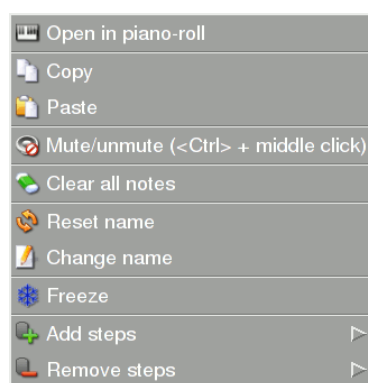 Open in piano-roll
Copy
Paste
Mute/unmute (<Ctrl> + middle click)
Clear all notes
Reset name
Change name
Freeze
Add steps
Remove steps